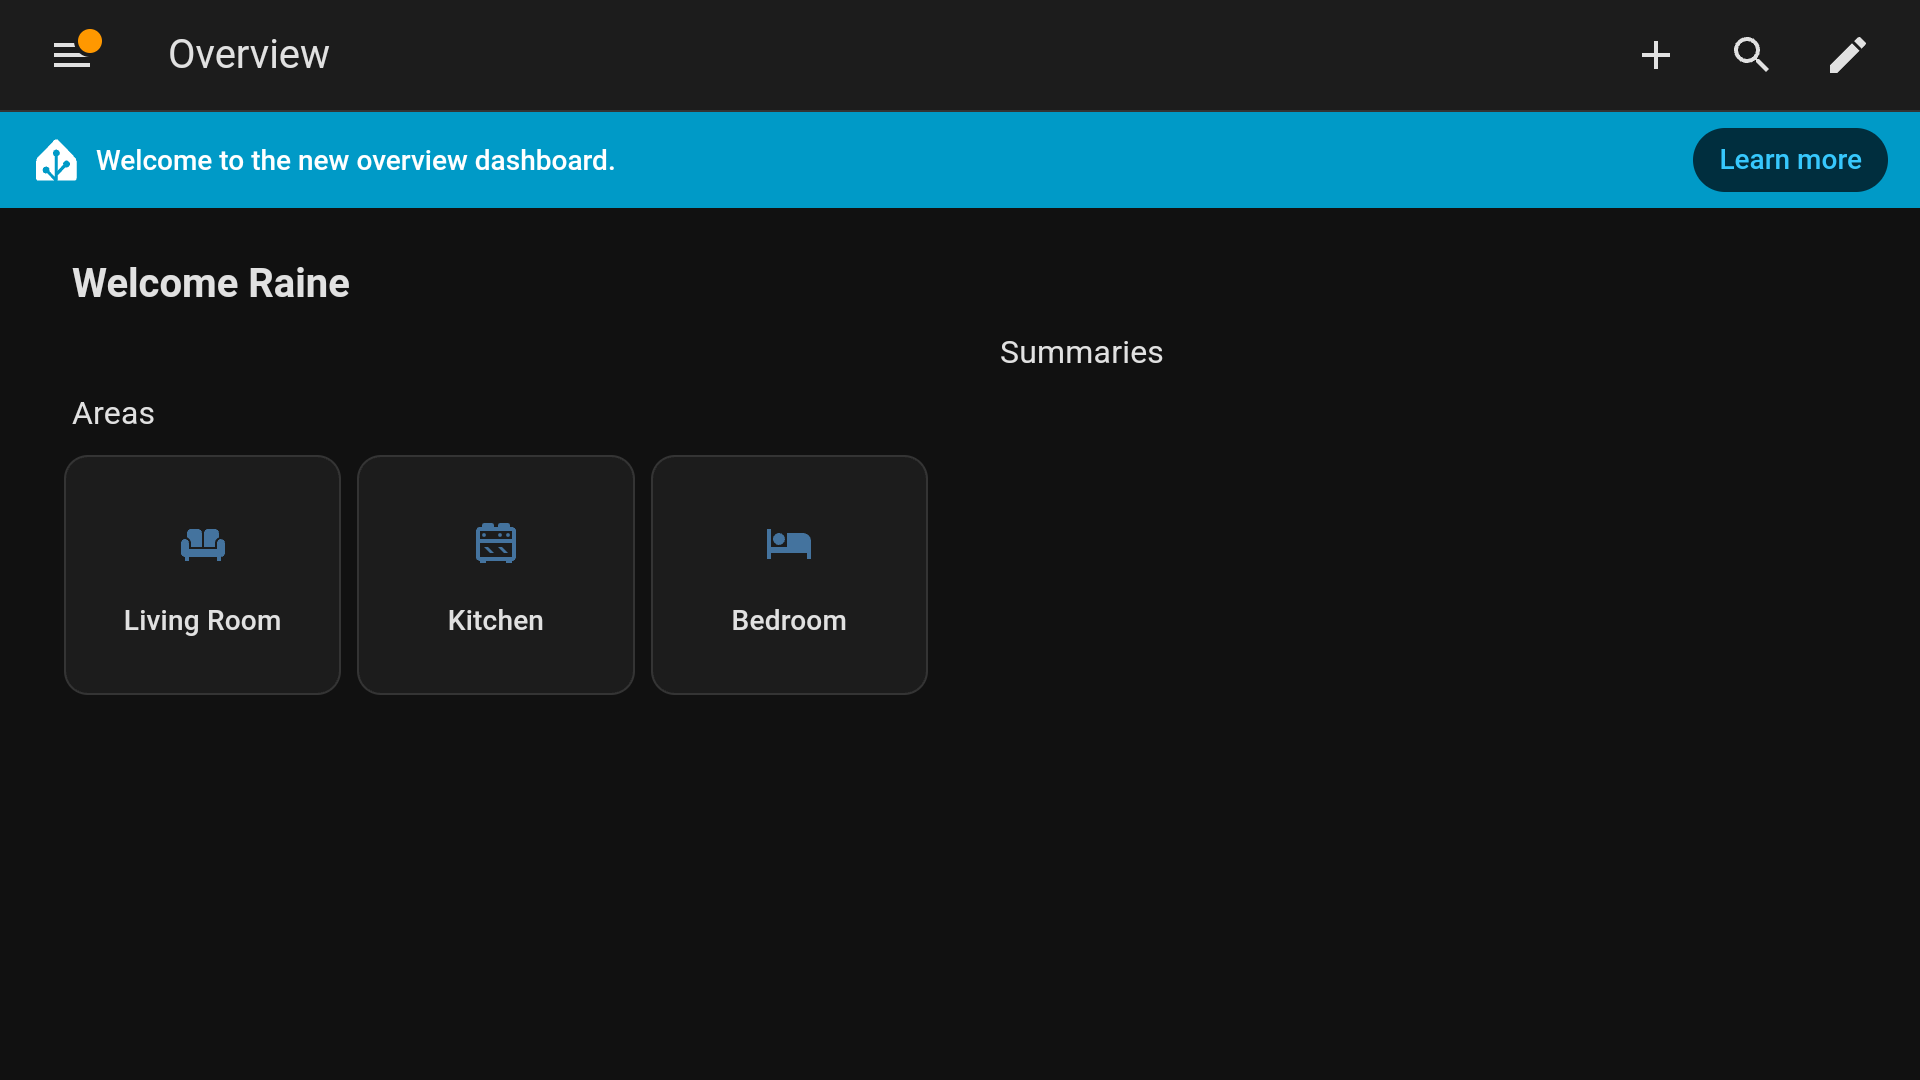 Overview
Welcome to the new overview dashboard.
Learn more
Welcome Raine
Summaries
Areas
Living Room
Kitchen
Bedroom